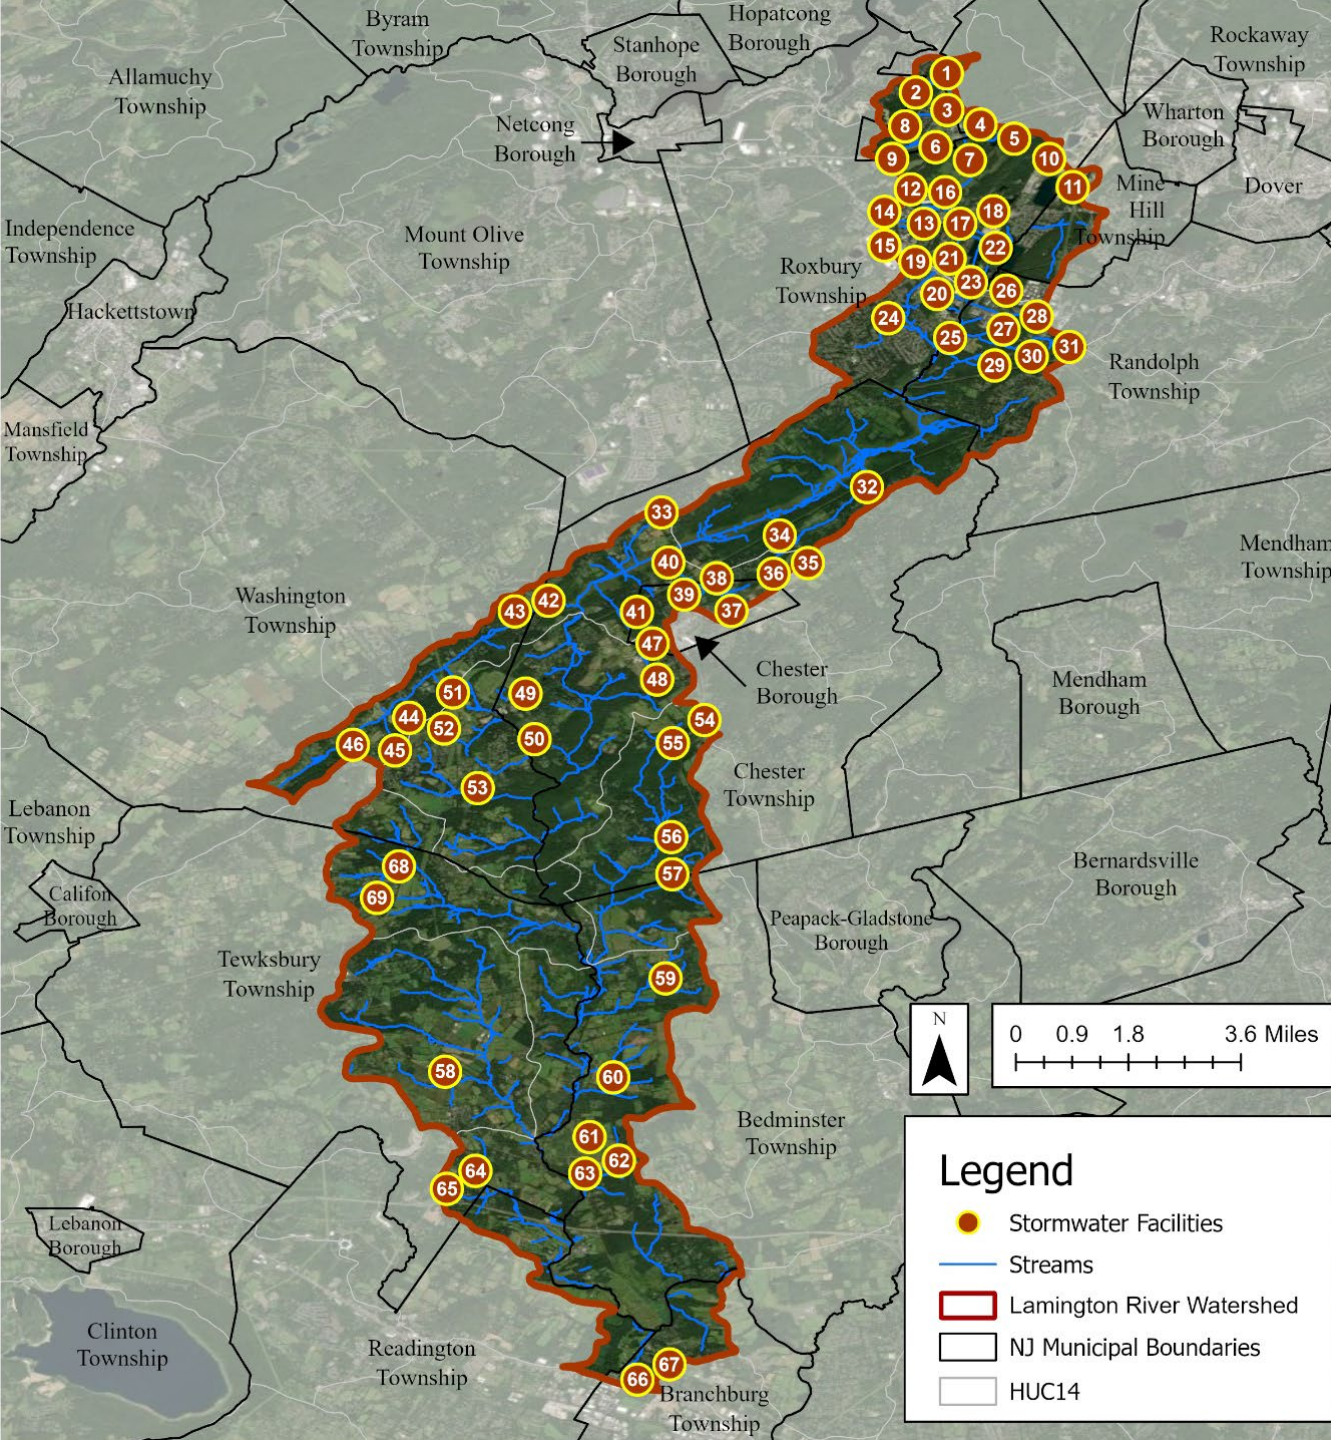 Byram
Township
Hopatcong
Borough
Stanhope
Borough
Rockaway
Township
Allamuchy
Township
Netcong
Borough
Wharton
Borough
Dover
Mine
Hill
Township
Independence
Township
Mount Olive
Township
Roxbury
Township
Hackettstown
Randolph
Township
Mansfield
Township
Mendham
Township
Washington
Township
Chester
Borough
Mendham
Borough
Chester
Township
Lebanon
Township
Califon
Borough
Bernardsville
Borough
Peapack-Gladstone
Borough
Tewksbury
Township
Bedminster
Township
Lebanon
Borough
Clinton
Township
Readington
Township
Branchburg
Township
1
2
3
4
5
6
7
8
9
10
11
12
13
14
15
16
17
18
19
20
21
22
23
24
25
26
27
28
29
30
31
32
33
34
35
36
37
38
39
40
41
42
43
44
45
46
47
48
49
50
51
52
53
54
55
56
57
58
59
60
61
62
63
64
65
66
67
68
69
N
0 0.9 1.8 3.6 Miles
Legend
Stormwater Facilities
Streams
Lamington River Watershed
NJ Municipal Boundaries
HUC14